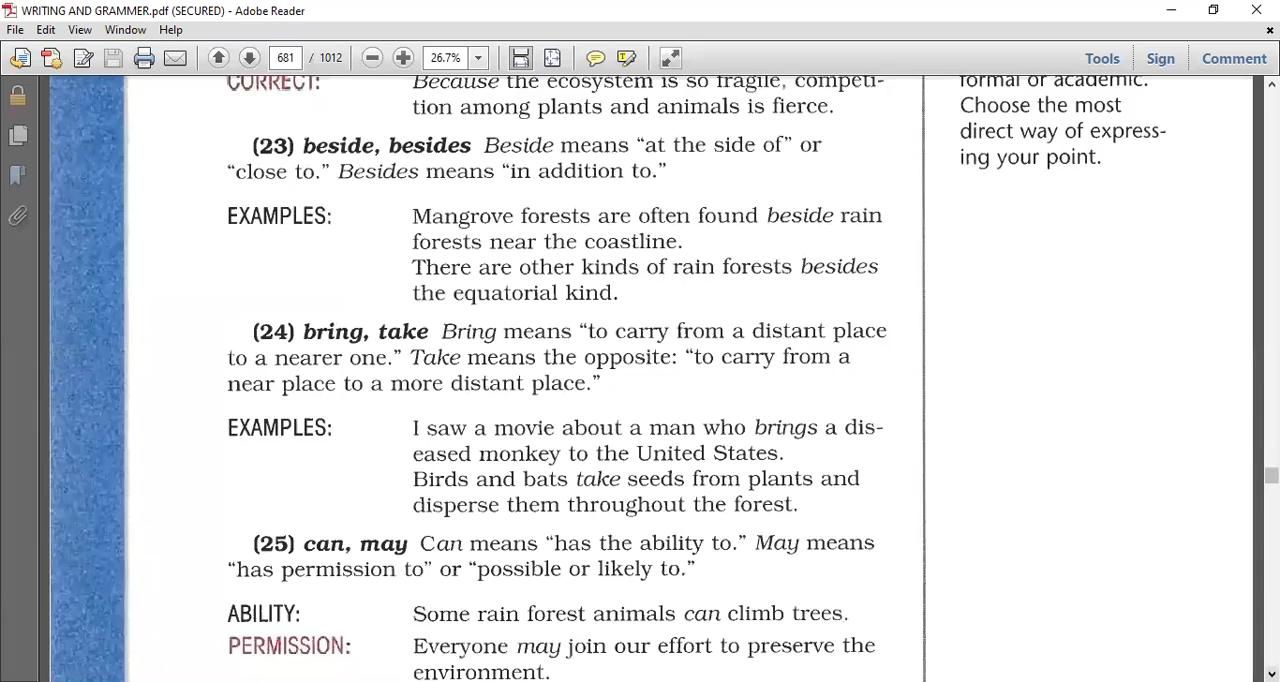 WRITING AND GRAMMER.pdf (SECURED) - Adobe Reader
File Edit View Window Help
681 / 1012 26.7% Tools Sign Comment
CORRECT: Because the ecosystem is so fragile, competi-
tion among plants and animals is fierce.
(23) beside, besides Beside means “at the side of” or
“close to.” Besides means “in addition to.”
EXAMPLES: Mangrove forests are often found beside rain
forests near the coastline.
There are other kinds of rain forests besides
the equatorial kind.
(24) bring, take Bring means “to carry from a distant place
to a nearer one.” Take means the opposite: “to carry from a
near place to a more distant place.”
EXAMPLES: I saw a movie about a man who brings a dis-
eased monkey to the United States.
Birds and bats take seeds from plants and
disperse them throughout the forest.
(25) can, may Can means “has the ability to.” May means
“has permission to” or “possible or likely to.”
ABILITY: Some rain forest animals can climb trees.
PERMISSION: Everyone may join our effort to preserve the
environment.
formal or academic.
Choose the most
direct way of express-
ing your point.